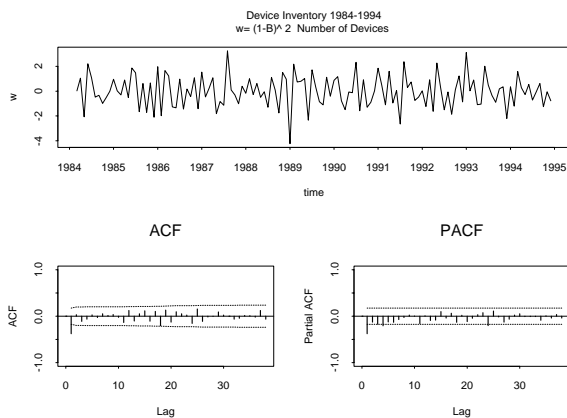 Device Inventory 1984-1994
w= (1-B)^ 2 Number of Devices
w
2
0
-2
-4
1984 1985 1986 1987 1988 1989 1990 1991 1992 1993 1994 1995
time
ACF
ACF
1.0
0.0
-1.0
0 10 20 30
Lag
PACF
Partial ACF
1.0
0.0
-1.0
0 10 20 30
Lag